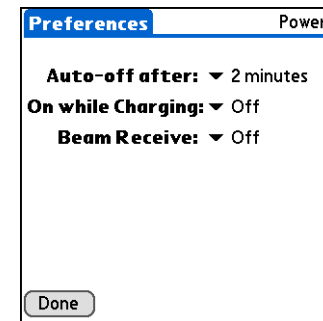 Preferences Power
Auto-off after: 2 minutes
On while Charging: Off
Beam Receive: Off
Done